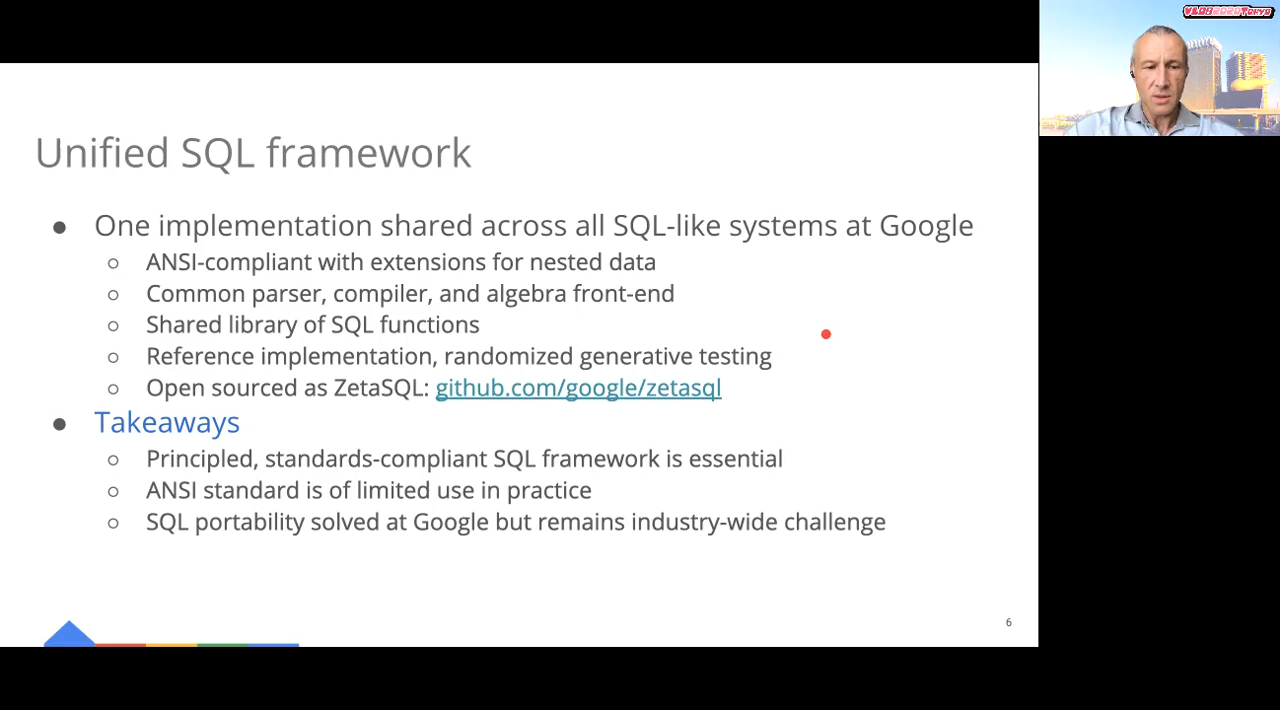 VLDB2020Tokyo
Unified SQL framework
● One implementation shared across all SQL-like systems at Google
○ ANSI-compliant with extensions for nested data
○ Common parser, compiler, and algebra front-end
○ Shared library of SQL functions
○ Reference implementation, randomized generative testing
○ Open sourced as ZetaSQL: github.com/google/zetasql
● Takeaways
○ Principled, standards-compliant SQL framework is essential
○ ANSI standard is of limited use in practice
○ SQL portability solved at Google but remains industry-wide challenge
6